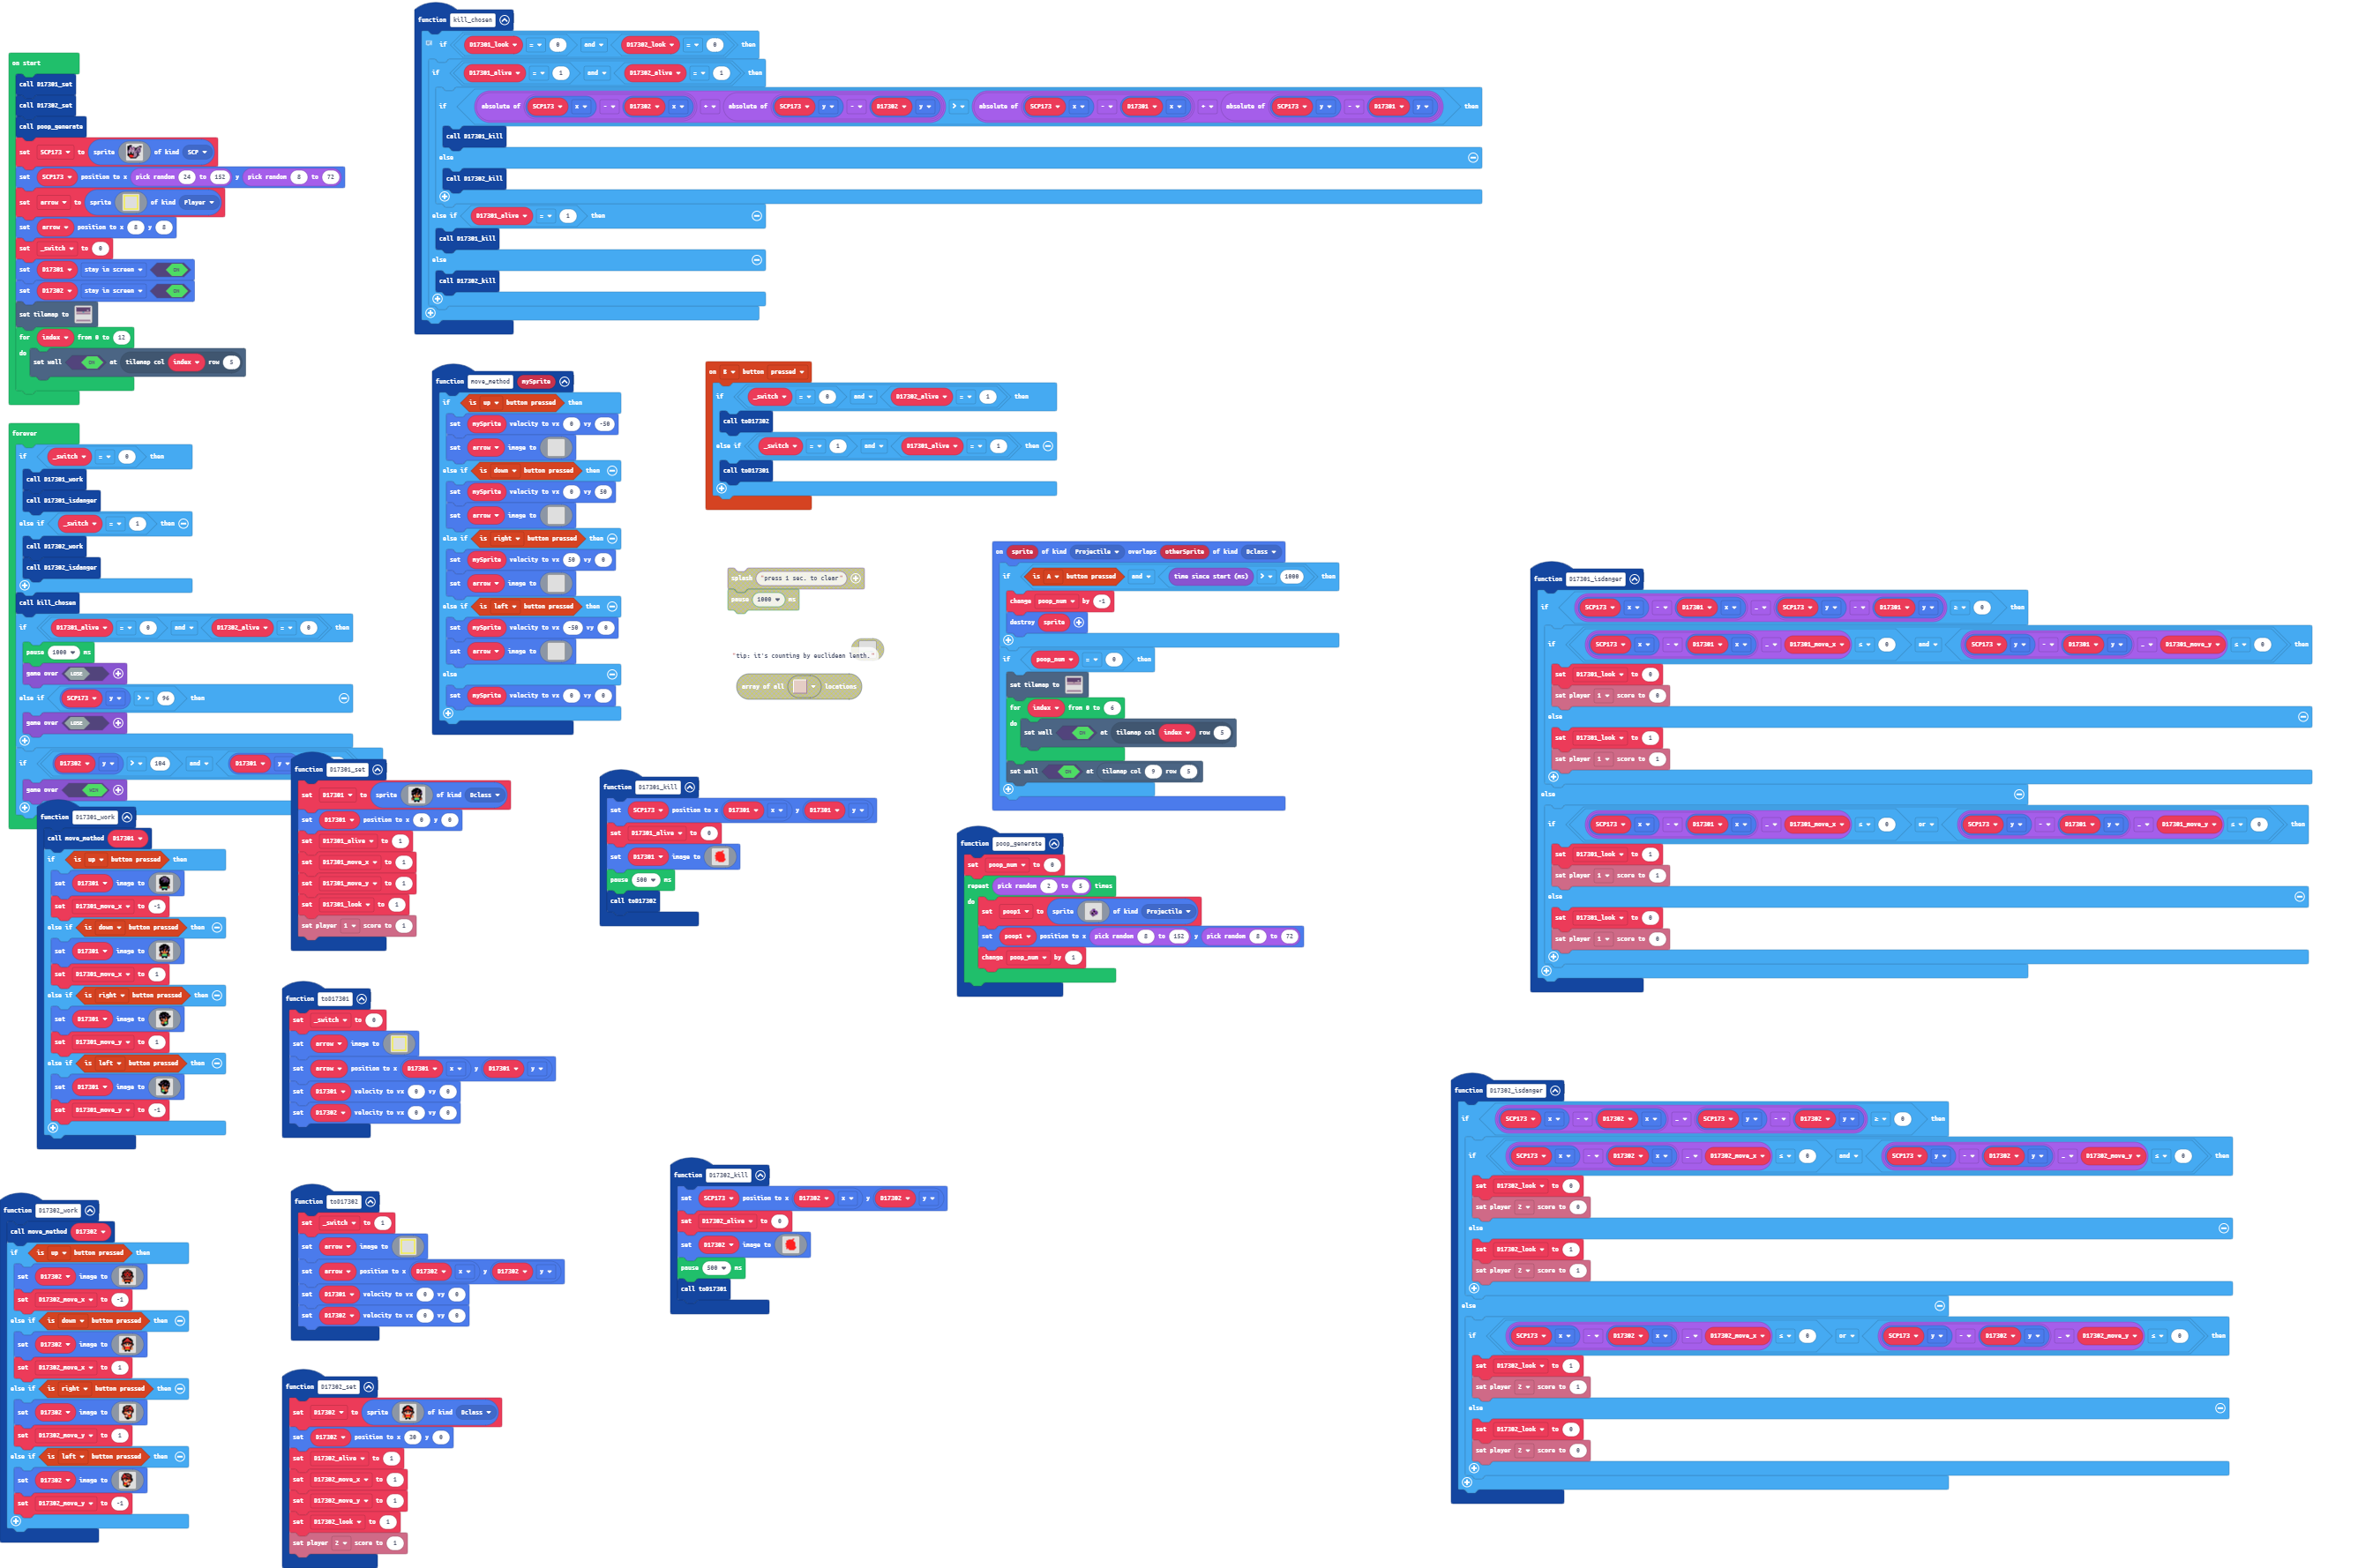 on start
call D17301_set
call D17302_set
call poop_generate
set SCP173 to sprite of kind SCP
set SCP173 position to x pick random 24 to 152 y pick random 8 to 72
set arrow to sprite of kind Player
set arrow position to x 8 y 8
set _switch to 0
set D17301 stay in screen ON
set D17302 stay in screen ON
set tilemap to
for index from 0 to 12
do
set wall ON at tilemap col index row 5
forever
if _switch = 0 then
call D17301_work
call D17301_isdanger
else if _switch = 1 then
call D17302_work
call D17302_isdanger
call kill_chosen
if D17301_alive = 0 and D17302_alive = 0 then
pause 1000 ms
game over LOSE
else if SCP173 y > 96 then
game over LOSE
if D17302 y > 104 and D17301 y
game over WIN
function D17301_work
call move_method D17301
if is up button pressed then
set D17301 image to
set D17301_move_x to -1
else if is down button pressed then
set D17301 image to
set D17301_move_x to 1
else if is right button pressed then
set D17301 image to
set D17301_move_y to 1
else if is left button pressed then
set D17301 image to
set D17301_move_y to -1
function D17302_work
call move_method D17302
if is up button pressed then
set D17302 image to
set D17302_move_x to -1
else if is down button pressed then
set D17302 image to
set D17302_move_x to 1
else if is right button pressed then
set D17302 image to
set D17302_move_y to 1
else if is left button pressed then
set D17302 image to
set D17302_move_y to -1
function D17301_set
set D17301 to sprite of kind Dclass
set D17301 position to x 0 y 0
set D17301_alive to 1
set D17301_move_x to 1
set D17301_move_y to 1
set D17301_look to 1
set player 1 score to 1
function toD17301
set _switch to 0
set arrow image to
set arrow position to x D17301 x y D17301 y
set D17301 velocity to vx 0 vy 0
set D17302 velocity to vx 0 vy 0
function toD17302
set _switch to 1
set arrow image to
set arrow position to x D17302 x y D17302 y
set D17301 velocity to vx 0 vy 0
set D17302 velocity to vx 0 vy 0
function D17302_set
set D17302 to sprite of kind Dclass
set D17302 position to x 20 y 0
set D17302_alive to 1
set D17302_move_x to 1
set D17302_move_y to 1
set D17302_look to 1
set player 2 score to 1
function kill_chosen
if D17301_look = 0 and D17302_look = 0 then
if D17301_alive = 1 and D17302_alive = 1 then
if absolute of SCP173 x - D17302 x + absolute of SCP173 y - D17302 y > absolute of SCP173 x - D17301 x + absolute of SCP173 y - D17301 y then
call D17301_kill
else
call D17302_kill
else if D17301_alive = 1 then
call D17301_kill
else
call D17302_kill
function move_method mySprite
if is up button pressed then
set mySprite velocity to vx 0 vy -50
set arrow image to
else if is down button pressed then
set mySprite velocity to vx 0 vy 50
set arrow image to
else if is right button pressed then
set mySprite velocity to vx 50 vy 0
set arrow image to
else if is left button pressed then
set mySprite velocity to vx -50 vy 0
set arrow image to
else
set mySprite velocity to vx 0 vy 0
on B button pressed
if _switch = 0 and D17302_alive = 1 then
call toD17302
else if _switch = 1 and D17301_alive = 1 then
call toD17301
splash "press 1 sec. to clear"
pause 1000 ms
"tip: it's counting by euclidean lenth."
array of all locations
function D17301_kill
set SCP173 position to x D17301 x y D17301 y
set D17301_alive to 0
set D17301 image to
pause 500 ms
call toD17302
function D17302_kill
set SCP173 position to x D17302 x y D17302 y
set D17302_alive to 0
set D17302 image to
pause 500 ms
call toD17301
on sprite of kind Projectile overlaps otherSprite of kind Dclass
if is A button pressed and time since start (ms) > 1000 then
change poop_num by -1
destroy sprite
if poop_num = 0 then
set tilemap to
for index from 0 to 6
do
set wall ON at tilemap col index row 5
set wall ON at tilemap col 9 row 5
function poop_generate
set poop_num to 0
repeat pick random 2 to 5 times
do
set poop1 to sprite of kind Projectile
set poop1 position to x pick random 8 to 152 y pick random 8 to 72
change poop_num by 1
function D17301_isdanger
if SCP173 x - D17301 x SCP173 y - D17301 y ≥ 0 then
if SCP173 x - D17301 x D17301_move_x ≤ 0 and SCP173 y - D17301 y D17301_move_y ≤ 0 then
set D17301_look to 0
set player 1 score to 0
else
set D17301_look to 1
set player 1 score to 1
else
if SCP173 x - D17301 x D17301_move_x ≤ 0 or SCP173 y - D17301 y D17301_move_y ≤ 0 then
set D17301_look to 1
set player 1 score to 1
else
set D17301_look to 0
set player 1 score to 0
function D17302_isdanger
if SCP173 x - D17302 x SCP173 y - D17302 y ≥ 0 then
if SCP173 x - D17302 x D17302_move_x ≤ 0 and SCP173 y - D17302 y D17302_move_y ≤ 0 then
set D17302_look to 0
set player 2 score to 0
else
set D17302_look to 1
set player 2 score to 1
else
if SCP173 x - D17302 x D17302_move_x ≤ 0 or SCP173 y - D17302 y D17302_move_y ≤ 0 then
set D17302_look to 1
set player 2 score to 1
else
set D17302_look to 0
set player 2 score to 0